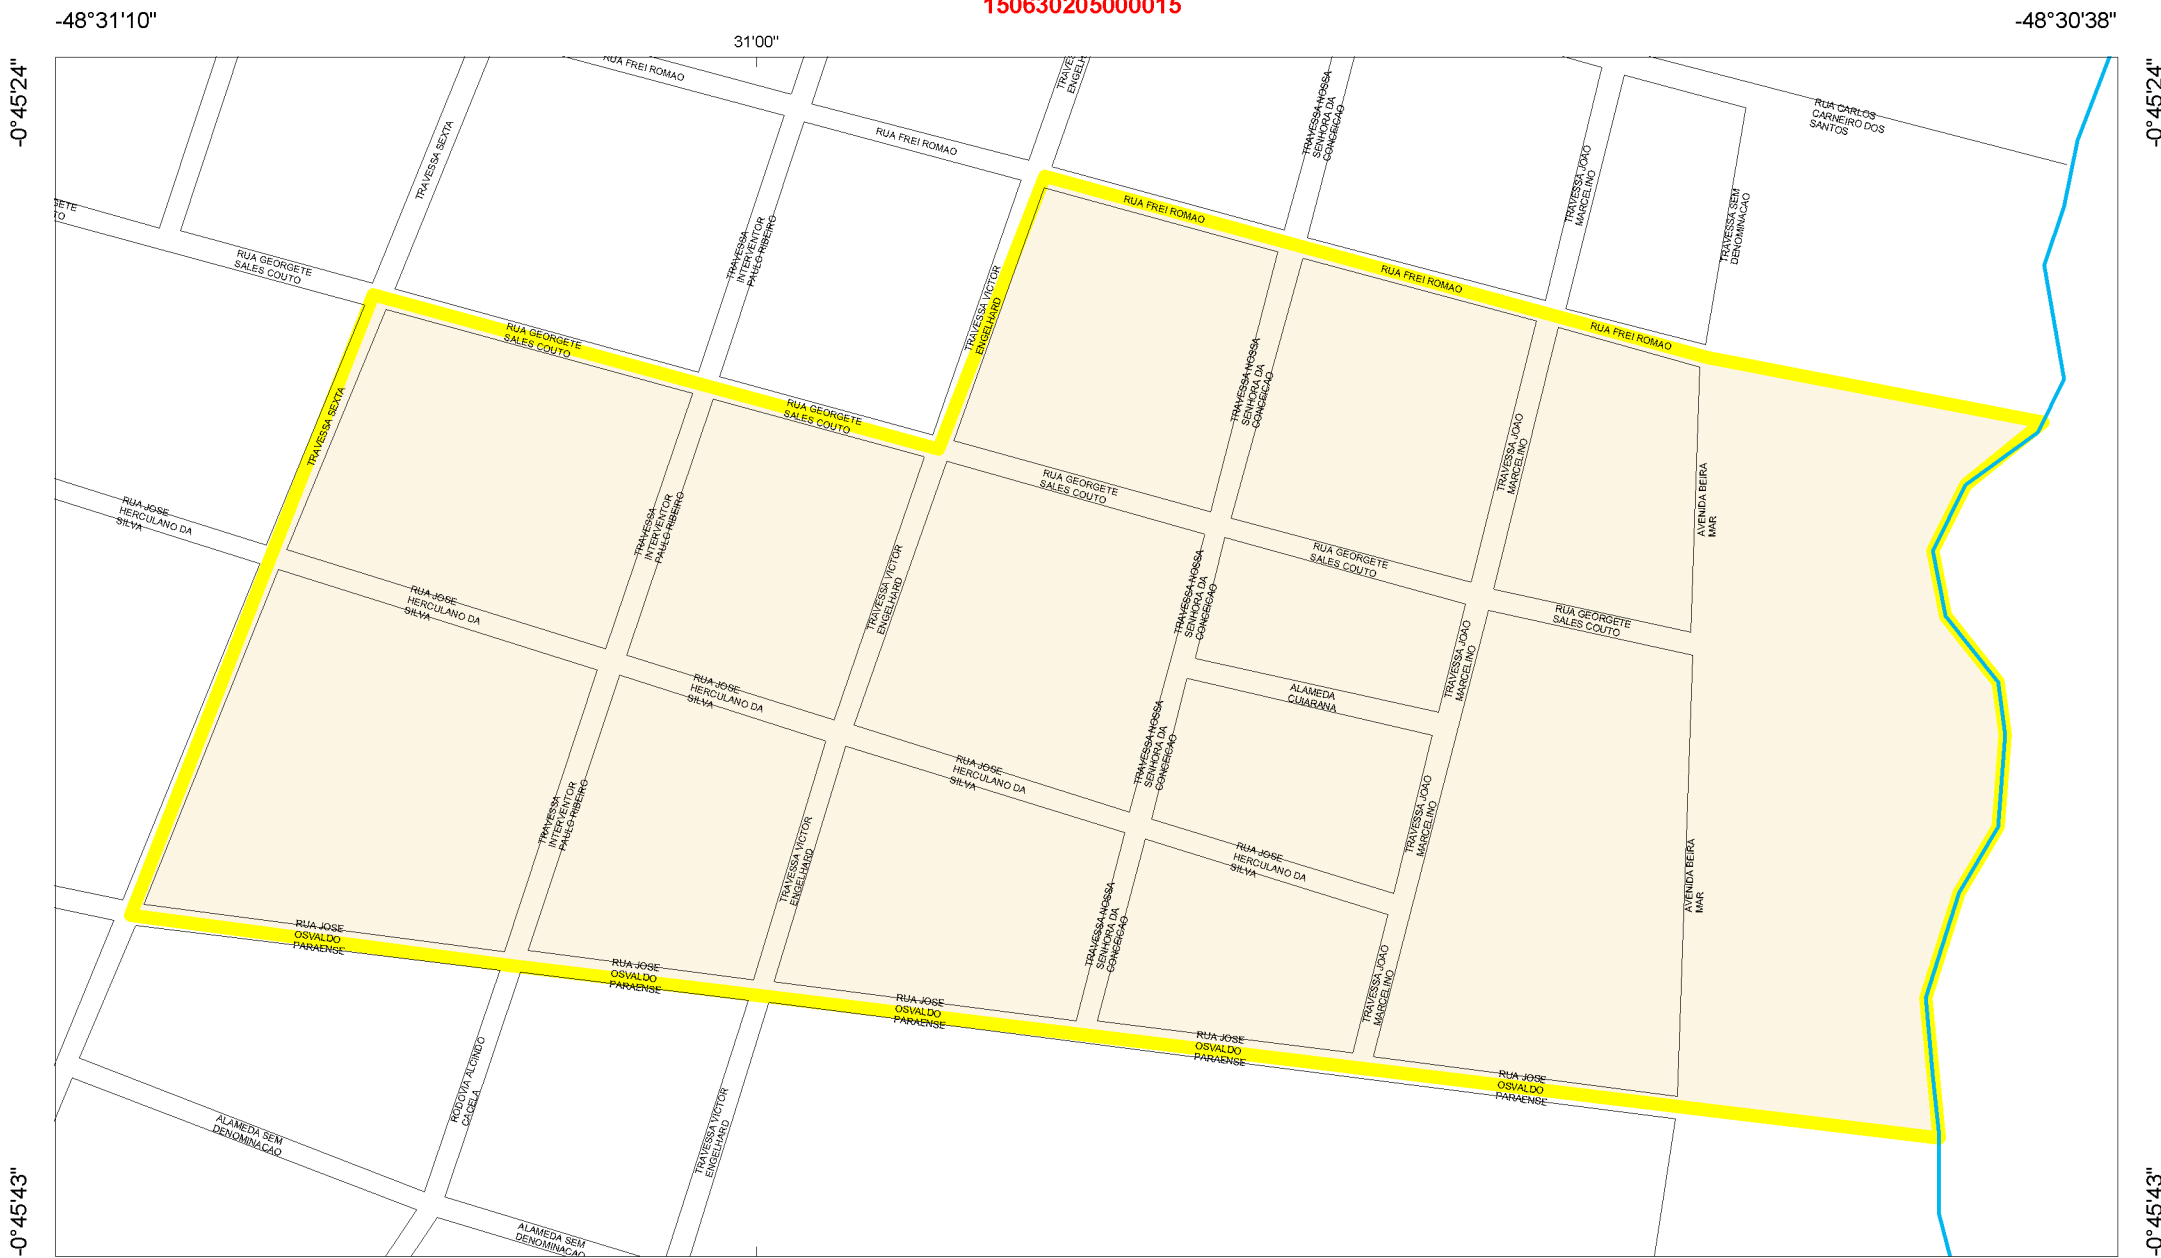 150630205000015
-48°31'10"
-48°30'38"
31'00"
-0°45'24"
-0°45'24"
RUA FREI ROMAO
TRAVESSA NOSSA
SENHORA DA
CONCEICAO
RUA CARLOS
CARNEIRO DOS
SANTOS
TRAVESSA SEXTA
RUA FREI ROMAO
TRAVESSA JOAO
MARCELINO
RUA FREI ROMAO
TRAVESSA SEM
DENOMINACAO
RUA GEORGETE
SALES COUTO
TRAVESSA
INTERVENTOR
PAULO RIBEIRO
RUA FREI ROMAO
TRAVESSA VICTOR
ENGELHARD
RUA FREI ROMAO
RUA GEORGETE
SALES COUTO
TRAVESSA NOSSA
SENHORA DA
CONCEICAO
TRAVESSA SEXTA
RUA GEORGETE
SALES COUTO
TRAVESSA JOAO
MARCELINO
RUA GEORGETE
SALES COUTO
AVENIDA BEIRA
MAR
RUA JOSE
HERCULANO DA
SILVA
TRAVESSA
INTERVENTOR
PAULO RIBEIRO
RUA GEORGETE
SALES COUTO
TRAVESSA VICTOR
ENGELHARD
TRAVESSA NOSSA
SENHORA DA
CONCEICAO
RUA JOSE
HERCULANO DA
SILVA
RUA GEORGETE
SALES COUTO
TRAVESSA JOAO
MARCELINO
RUA JOSE
HERCULANO DA
SILVA
ALAMEDA
CUIARANA
TRAVESSA NOSSA
SENHORA DA
CONCEICAO
RUA JOSE
HERCULANO DA
SILVA
TRAVESSA
INTERVENTOR
PAULO RIBEIRO
TRAVESSA JOAO
MARCELINO
TRAVESSA VICTOR
ENGELHARD
RUA JOSE
HERCULANO DA
SILVA
AVENIDA BEIRA
MAR
TRAVESSA NOSSA
SENHORA DA
CONCEICAO
RUA JOSE
OSVALDO
PARAENSE
RUA JOSE
OSVALDO
PARAENSE
TRAVESSA JOAO
MARCELINO
RUA JOSE
OSVALDO
PARAENSE
RUA JOSE
OSVALDO
PARAENSE
RUA JOSE
OSVALDO
PARAENSE
RODOVIA ALCINDO
CACELA
ALAMEDA SEM
DENOMINACAO
TRAVESSA VICTOR
ENGELHARD
ALAMEDA SEM
DENOMINACAO
-0°45'43"
-0°45'43"